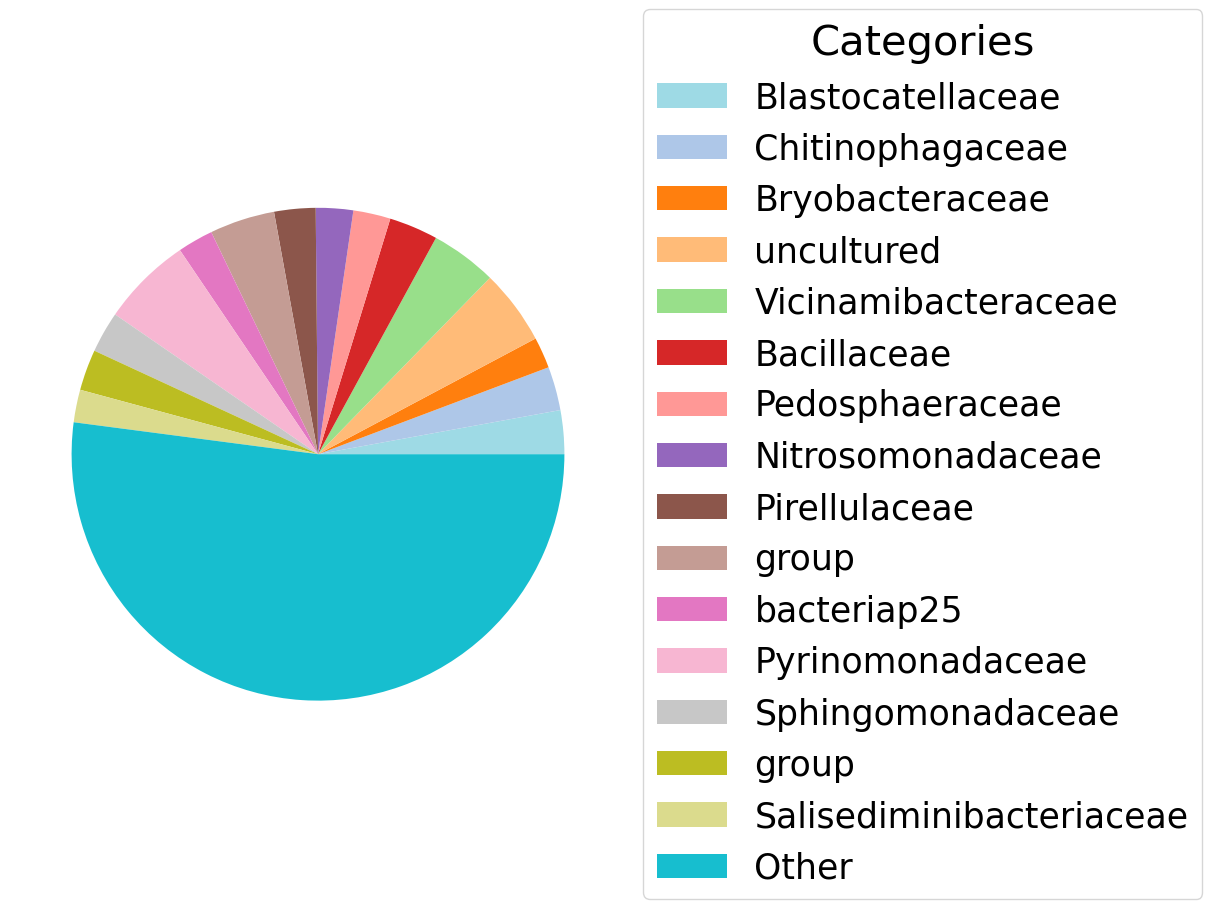 Categories
Blastocatellaceae
Chitinophagaceae
Bryobacteraceae
uncultured
Vicinamibacteraceae
Bacillaceae
Pedosphaeraceae
Nitrosomonadaceae
Pirellulaceae
group
bacteriap25
Pyrinomonadaceae
Sphingomonadaceae
group
Salisediminibacteriaceae
Other